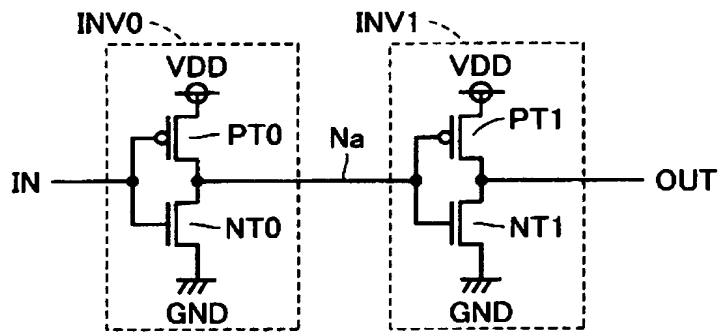 INV0
INV1
VDD
VDD
PT0
PT1
Na
IN
OUT
NT0
NT1
GND
GND